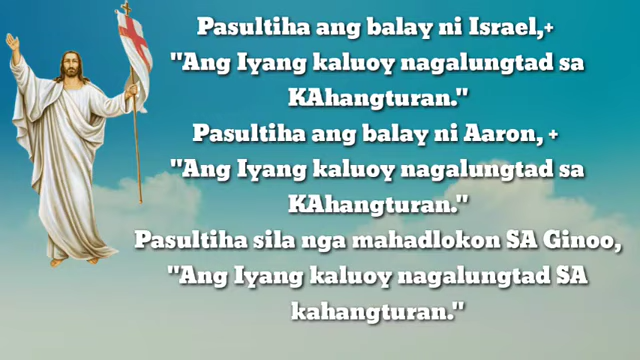 Pasultiha ang balay ni Israel,+
"Ang Iyang kaluoy nagalungtad sa
KAhangturan."
Pasultiha ang balay ni Aaron, +
"Ang Iyang kaluoy nagalungtad sa
KAhangturan."
Pasultiha sila nga mahadlokon SA Ginoo,
"Ang Iyang kaluoy nagalungtad SA
kahangturan."